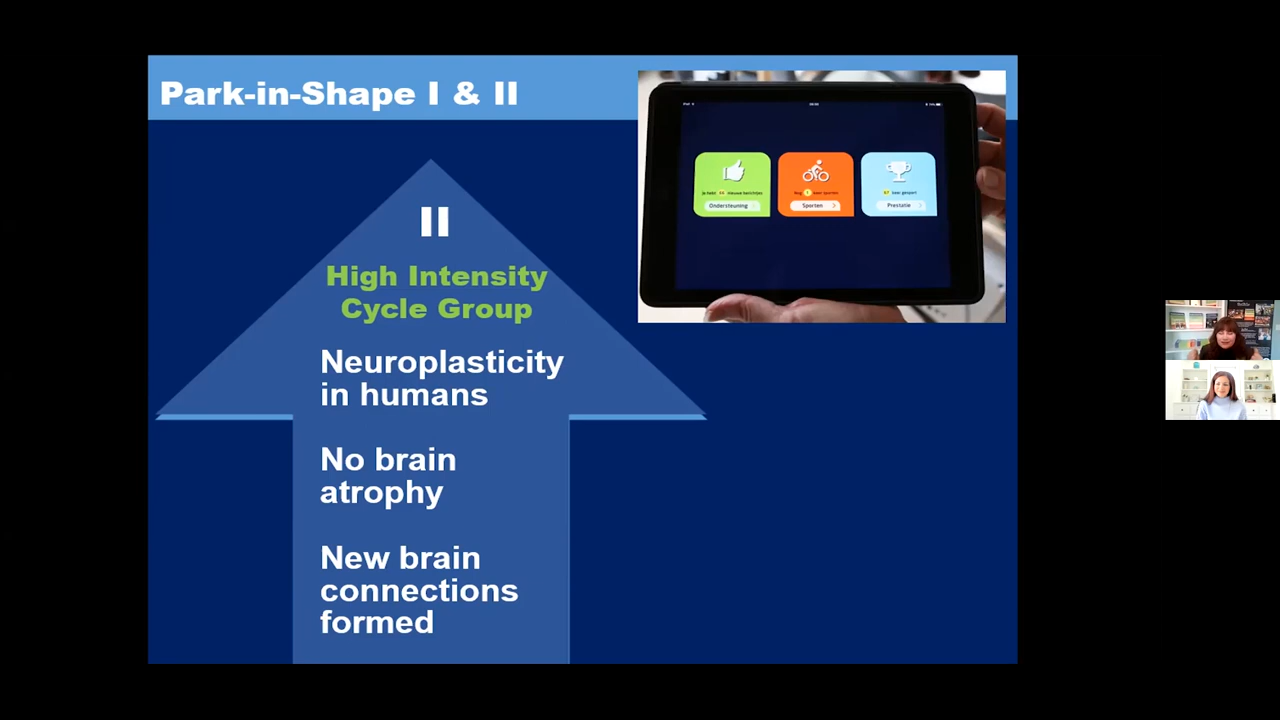 Park-in-Shape I & II
II
High Intensity
Cycle Group
Neuroplasticity
in humans
No brain
atrophy
New brain
connections
formed
Ondersteuning
Sporten
Prestatie